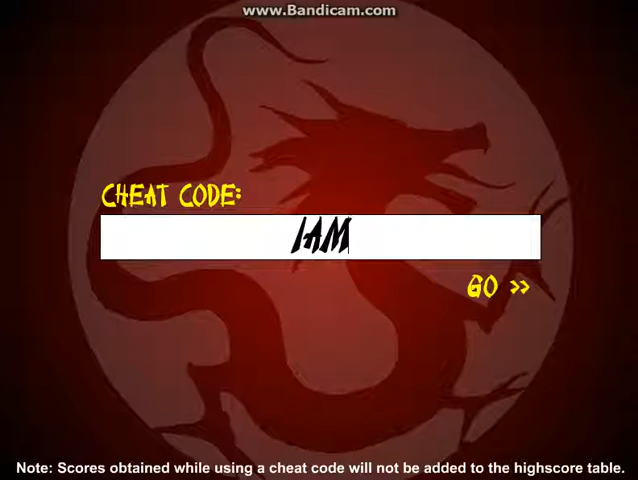 www.Bandicam.com
CHEAT CODE:
IAM
GO >>
Note: Scores obtained while using a cheat code will not be added to the highscore table.